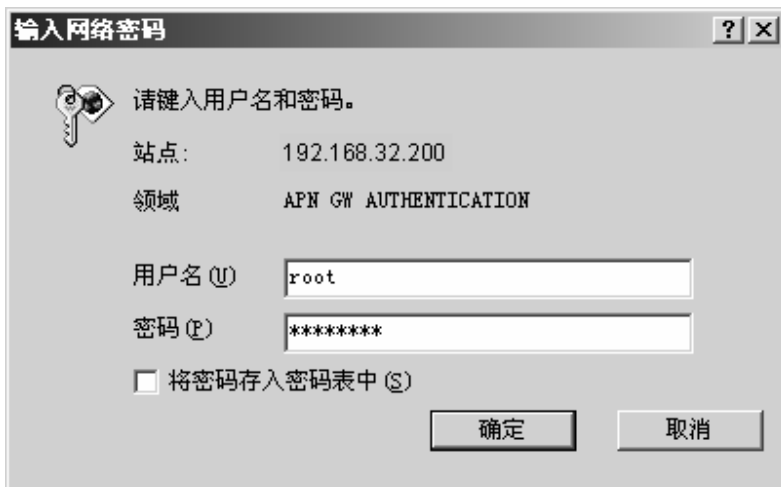 输入网络密码
请键入用户名和密码。
站点: 192.168.32.200
领域 APN GW AUTHENTICATION
用户名(U) root
密码(P) ********
将密码存入密码表中(S)
确定 取消